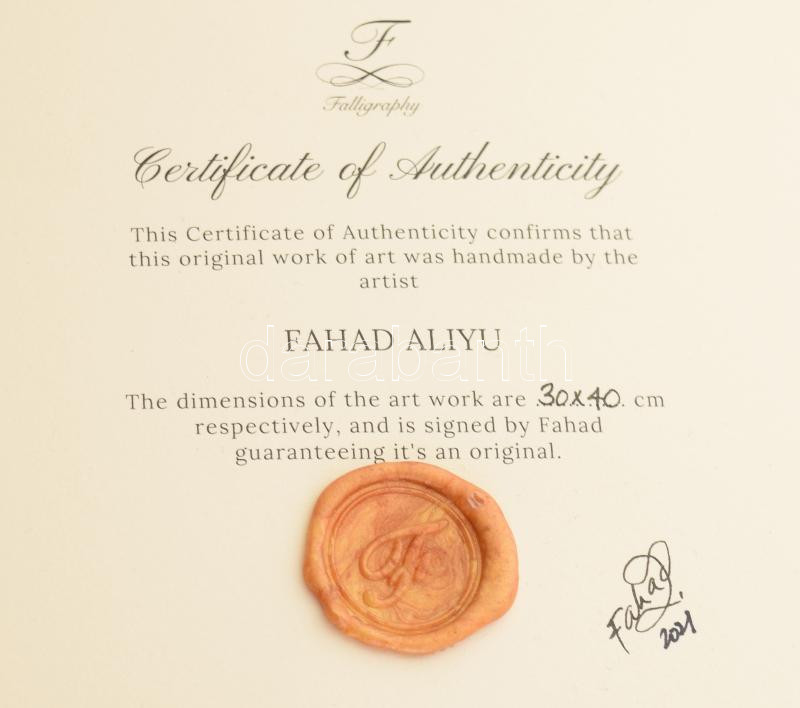 F
Falligraphy
Certificate of Authenticity
This Certificate of Authenticity confirms that
this original work of art was handmade by the
artist
FAHAD ALIYU
darabanth
The dimensions of the art work are 30x40 cm
respectively, and is signed by Fahad
guaranteeing it's an original.
Fahad
2021